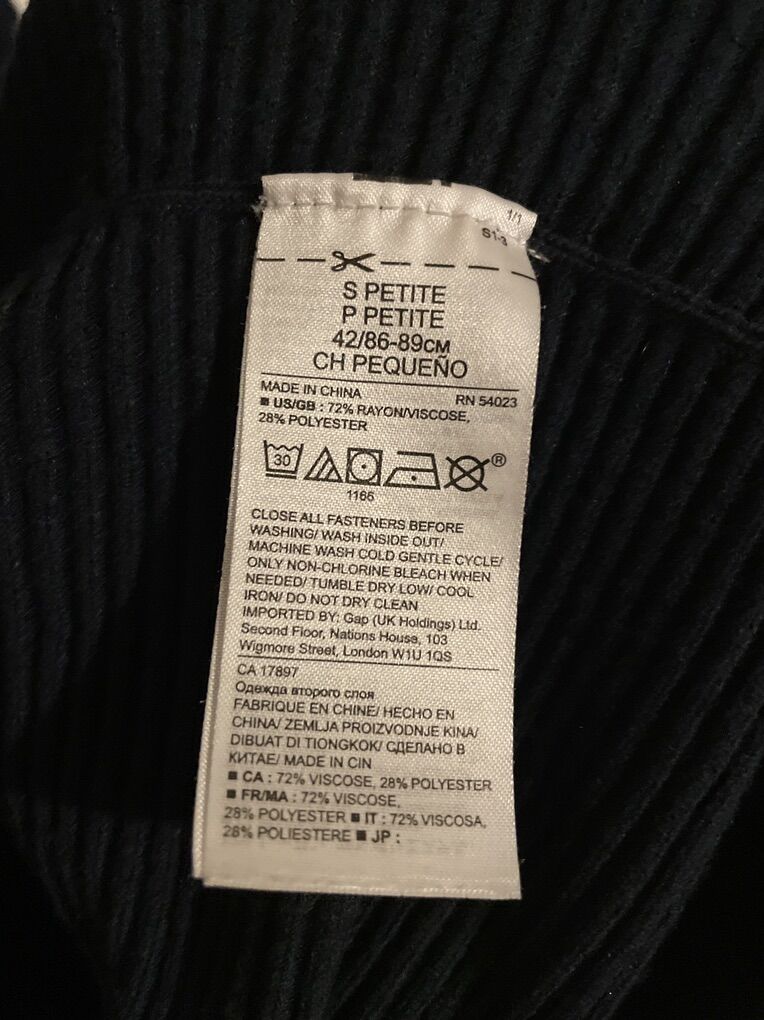 1/1
S1-3
S PETITE
P PETITE
42/86-89CM
CH PEQUEÑO
MADE IN CHINA RN 54023
■ US/GB : 72% RAYON/VISCOSE,
28% POLYESTER
30
®
1166
CLOSE ALL FASTENERS BEFORE
WASHING/ WASH INSIDE OUT/
MACHINE WASH COLD GENTLE CYCLE/
ONLY NON-CHLORINE BLEACH WHEN
NEEDED/ TUMBLE DRY LOW/ COOL
IRON/ DO NOT DRY CLEAN
IMPORTED BY: Gap (UK Holdings) Ltd.
Second Floor, Nations House, 103
Wigmore Street, London W1U 1QS
CA 17897
Одежда второго слоя
FABRIQUE EN CHINE/ HECHO EN
CHINA/ ZEMLJA PROIZVODNJE KINA/
DIBUAT DI TIONGKOK/ СДЕЛАНО В
КИТАЕ/ MADE IN CIN
■ CA : 72% VISCOSE, 28% POLYESTER
■ FR/MA : 72% VISCOSE,
28% POLYESTER ■ IT : 72% VISCOSA,
28% POLIESTERE ■ JP :